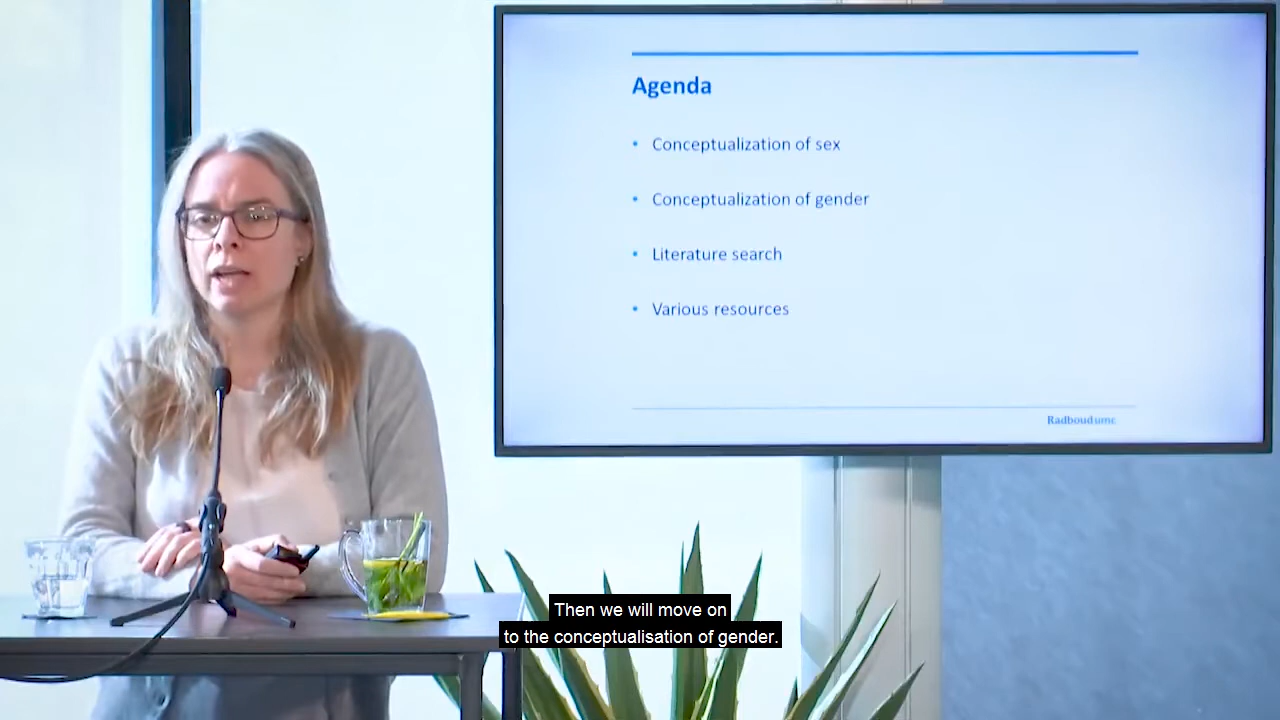 Agenda
• Conceptualization of sex
• Conceptualization of gender
• Literature search
• Various resources
Radboudumc
Then we will move on
to the conceptualisation of gender.